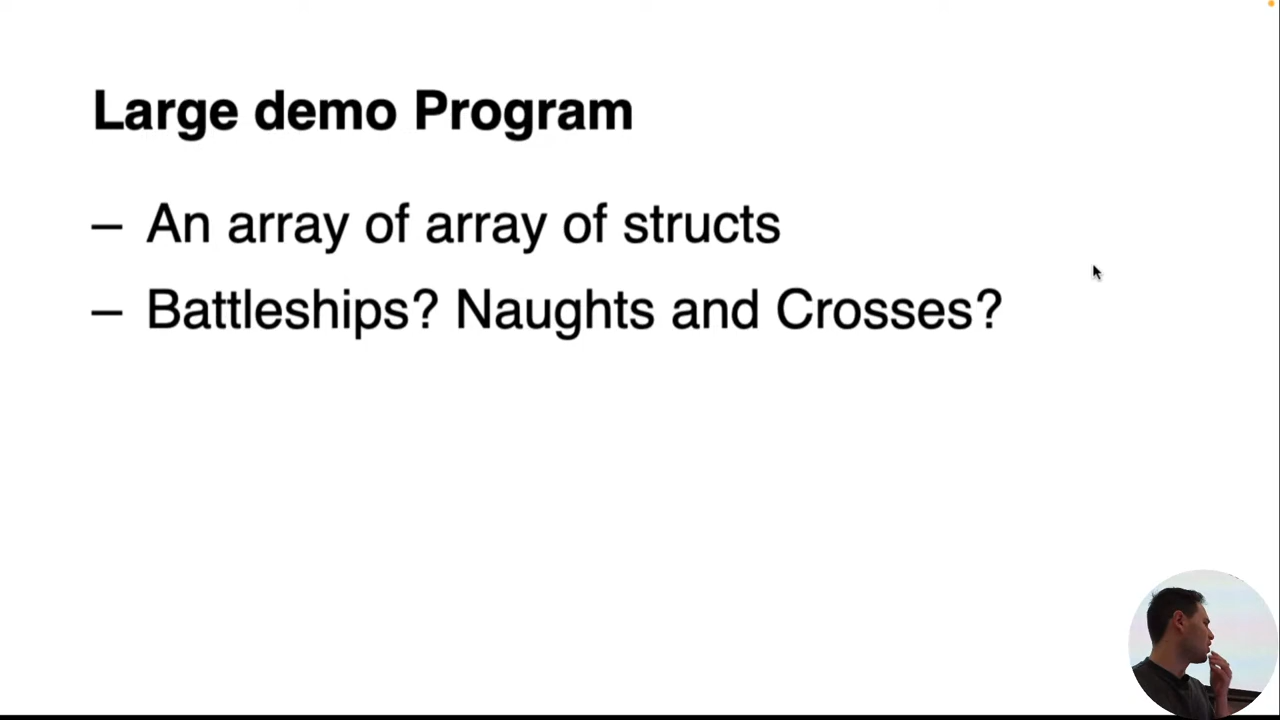 Large demo Program
– An array of array of structs
– Battleships? Naughts and Crosses?